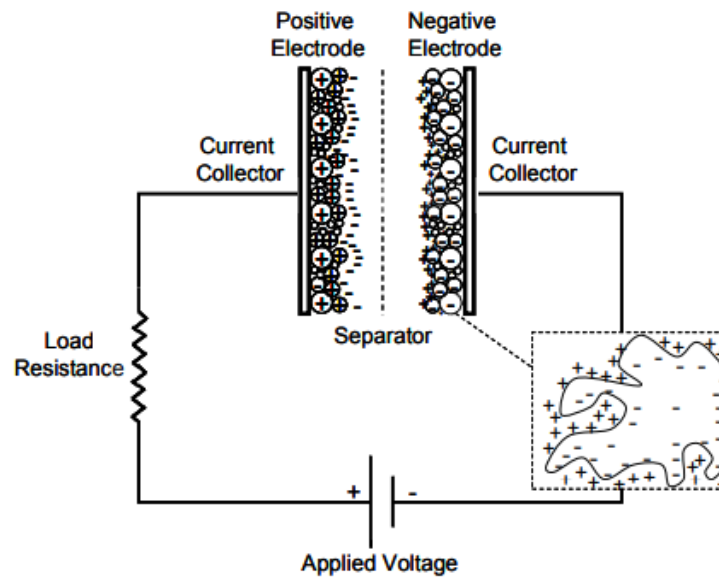 Positive
Electrode
Negative
Electrode
Current
Collector
Current
Collector
Load
Resistance
Separator
+ -
Applied Voltage